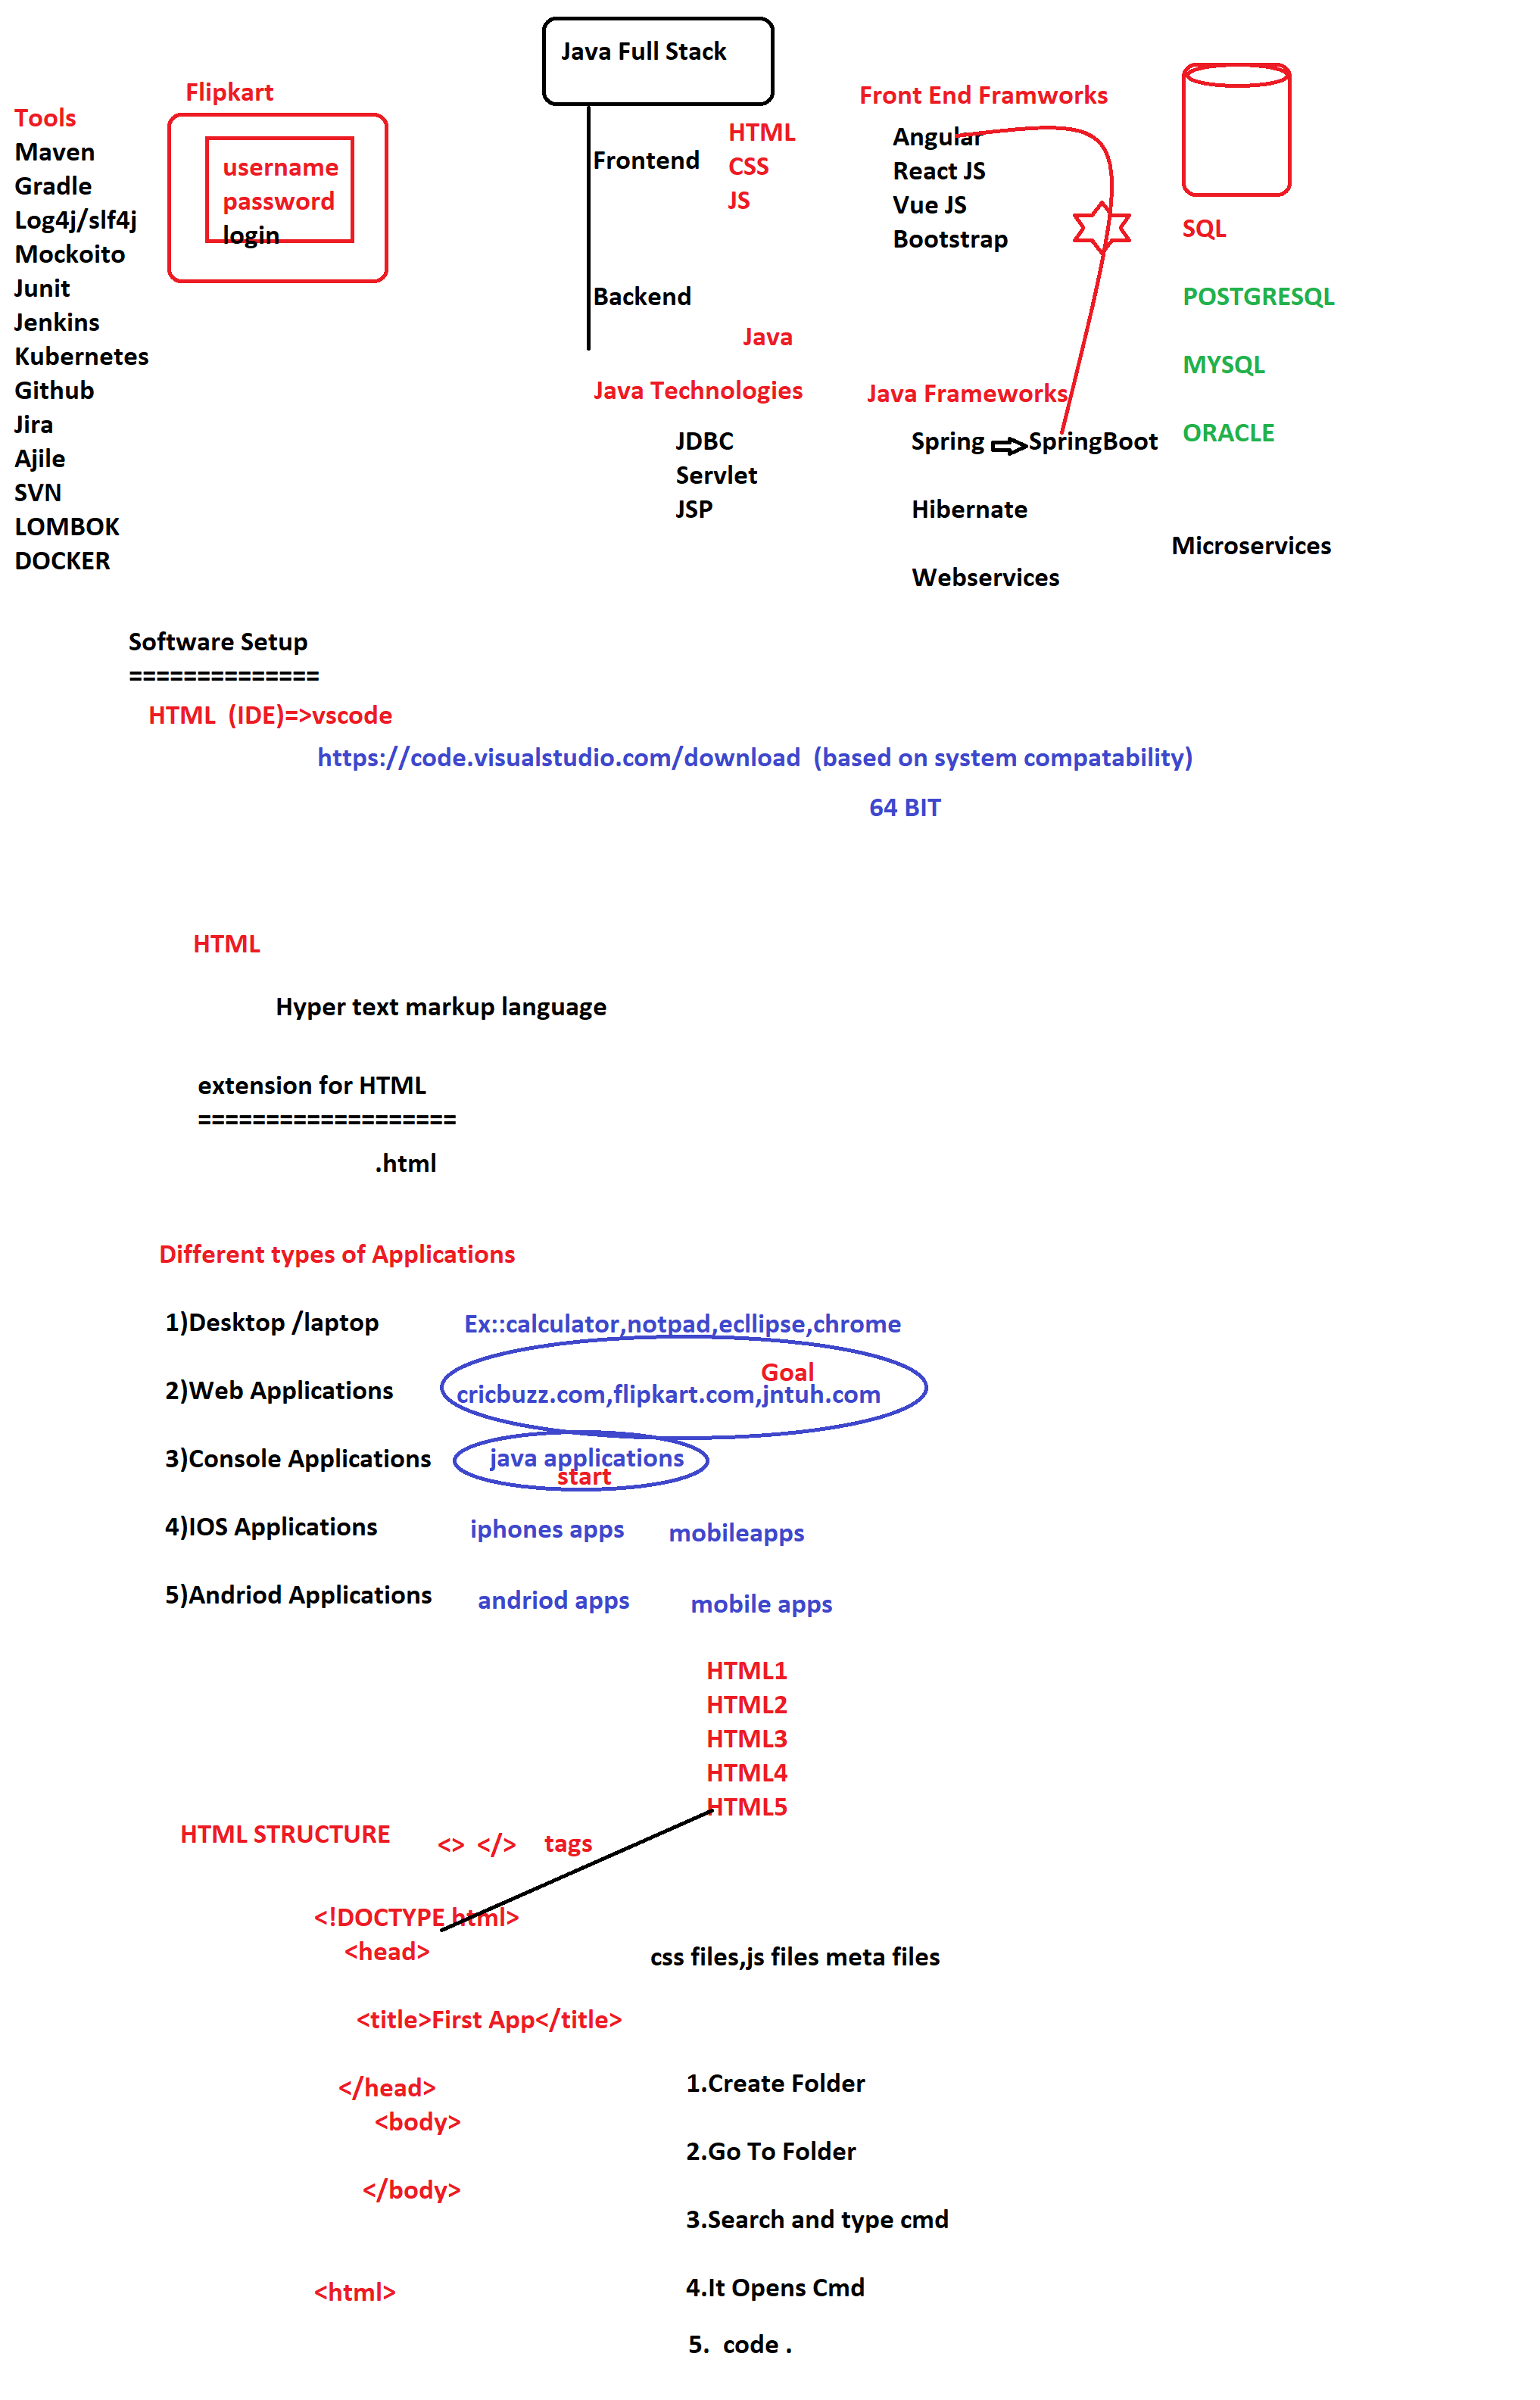 Java Full Stack
Flipkart
Tools
Maven
Gradle
Log4j/slf4j
Mockoito
Junit
Jenkins
Kubernetes
Github
Jira
Ajile
SVN
LOMBOK
DOCKER
username
password
login
Frontend
HTML
CSS
JS
Backend
Java
Java Technologies
JDBC
Servlet
JSP
Front End Framworks
Angular
React JS
Vue JS
Bootstrap
Java Frameworks
Spring SpringBoot
Hibernate
Webservices
SQL
POSTGRESQL
MYSQL
ORACLE
Microservices
Software Setup
==============
HTML (IDE)=>vscode
https://code.visualstudio.com/download (based on system compatability)
64 BIT
HTML
Hyper text markup language
extension for HTML
===================
.html
Different types of Applications
1)Desktop /laptop Ex::calculator,notpad,ecllipse,chrome
Goal
2)Web Applications cricbuzz.com,flipkart.com,jntuh.com
3)Console Applications java applications
start
4)IOS Applications iphones apps mobileapps
5)Andriod Applications andriod apps mobile apps
HTML1
HTML2
HTML3
HTML4
HTML5
HTML STRUCTURE <> </> tags
<!DOCTYPE html>
<head>
css files,js files meta files
<title>First App</title>
</head>
<body>
</body>
<html>
1.Create Folder
2.Go To Folder
3.Search and type cmd
4.It Opens Cmd
5. code .